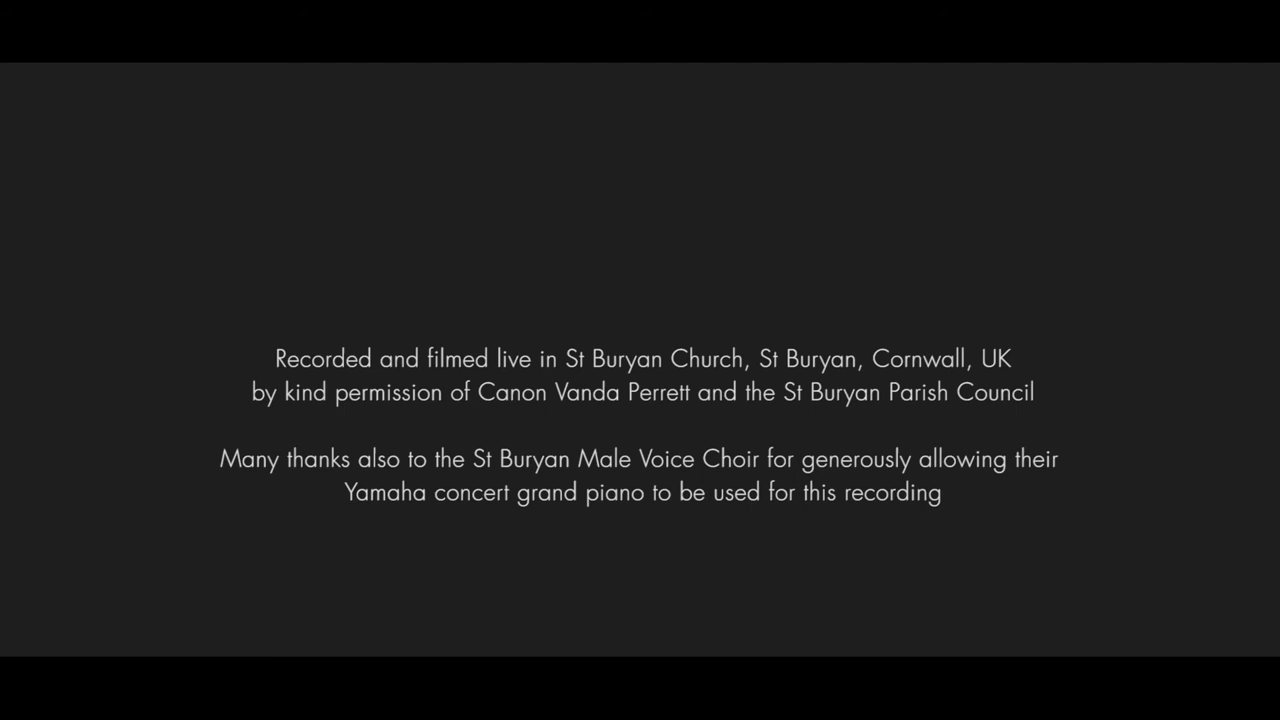 Recorded and filmed live in St Buryan Church, St Buryan, Cornwall, UK
by kind permission of Canon Vanda Perrett and the St Buryan Parish Council
Many thanks also to the St Buryan Male Voice Choir for generously allowing their
Yamaha concert grand piano to be used for this recording